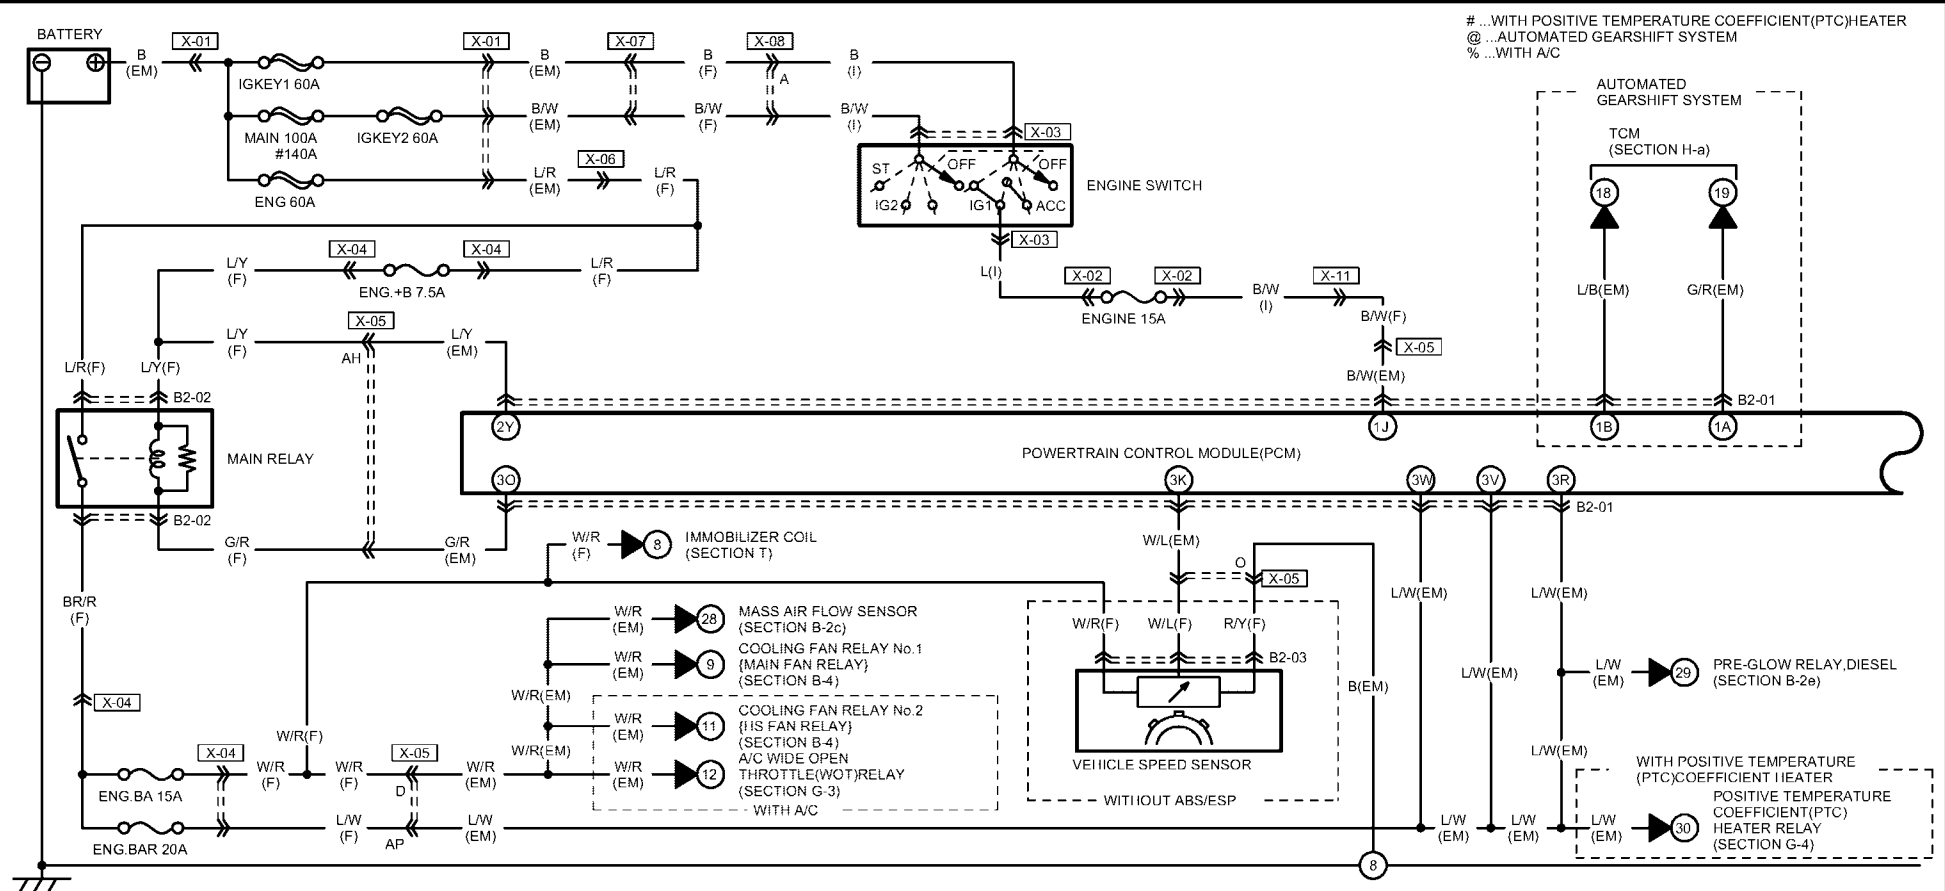 # ...WITH POSITIVE TEMPERATURE COEFFICIENT(PTC)HEATER
@ ...AUTOMATED GEARSHIFT SYSTEM
% ...WITH A/C
BATTERY
B
(EM)
X-01
IGKEY1 60A
X-01
B
(EM)
X-07
B
(F)
X-08
A
B
(I)
MAIN 100A
#140A
IGKEY2 60A
B/W
(EM)
B/W
(F)
B/W
(I)
ENG 60A
L/R
(EM)
X-06
L/R
(F)
X-03
ST
OFF
OFF
IG2
IG1
ACC
ENGINE SWITCH
X-03
L(I)
X-02
ENGINE 15A
X-02
B/W
(I)
X-11
B/W(F)
X-05
B/W(EM)
AUTOMATED
GEARSHIFT SYSTEM
TCM
(SECTION H-a)
18
19
L/B(EM)
G/R(EM)
L/Y
(F)
X-04
ENG.+B 7.5A
X-04
L/R
(F)
L/Y
(F)
X-05
AH
L/Y
(EM)
L/R(F)
L/Y(F)
B2-02
MAIN RELAY
B2-02
B2-01
2Y
1J
1B
1A
POWERTRAIN CONTROL MODULE(PCM)
3O
3K
3W
3V
3R
B2-01
G/R
(F)
G/R
(EM)
W/R
(F)
8
IMMOBILIZER COIL
(SECTION T)
W/L(EM)
O
X-05
BR/R
(F)
W/R
(EM)
28
MASS AIR FLOW SENSOR
(SECTION B-2c)
W/R
(EM)
9
COOLING FAN RELAY No.1
{MAIN FAN RELAY}
(SECTION B-4)
W/R(EM)
W/R
(EM)
11
COOLING FAN RELAY No.2
{HS FAN RELAY}
(SECTION B-4)
W/R(EM)
W/R
(EM)
12
A/C WIDE OPEN
THROTTLE(WOT)RELAY
(SECTION G-3)
WITH A/C
W/R(F)
W/L(F)
R/Y(F)
B2-03
VEHICLE SPEED SENSOR
WITHOUT ABS/ESP
B(EM)
L/W(EM)
L/W(EM)
L/W(EM)
L/W
(EM)
29
PRE-GLOW RELAY,DIESEL
(SECTION B-2e)
L/W(EM)
X-04
W/R(F)
ENG.BA 15A
X-04
W/R
(F)
W/R
(F)
X-05
D
W/R
(EM)
ENG.BAR 20A
L/W
(F)
AP
L/W
(EM)
L/W
(EM)
L/W
(EM)
L/W
(EM)
WITH POSITIVE TEMPERATURE
(PTC)COEFFICIENT HEATER
30
POSITIVE TEMPERATURE
COEFFICIENT(PTC)
HEATER RELAY
(SECTION G-4)
8